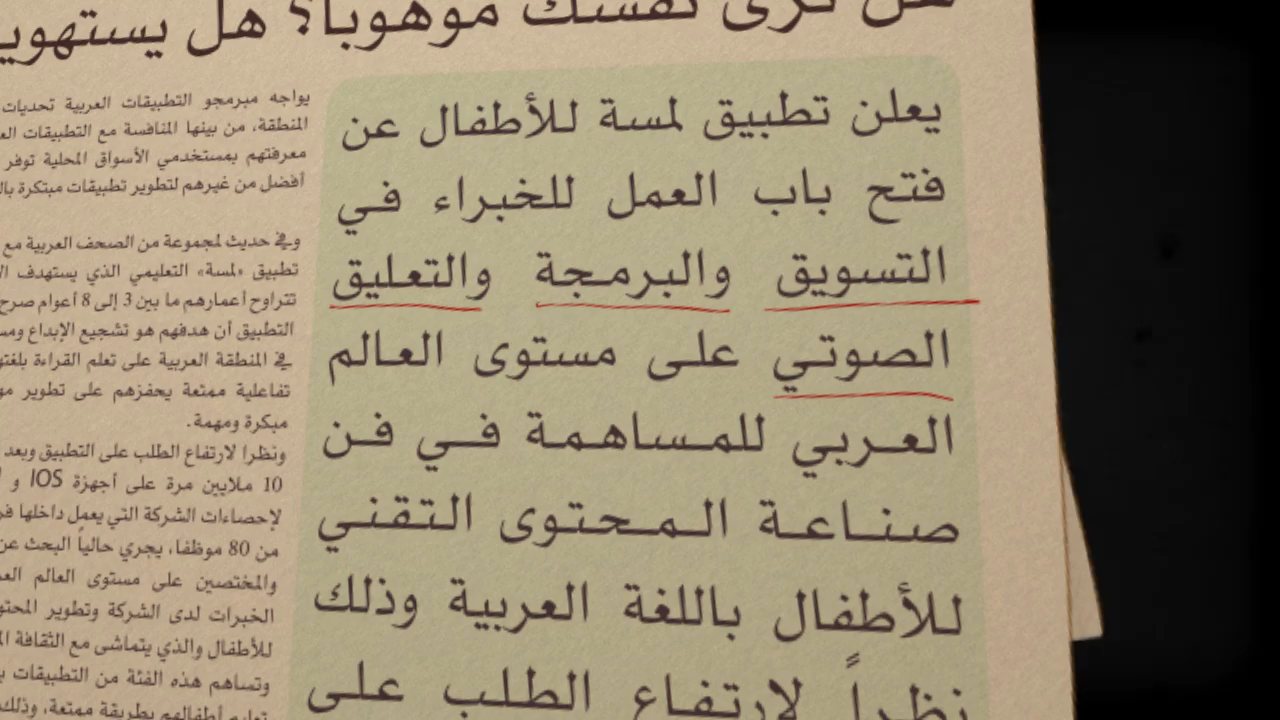 ترى نفسك موهوباً؟ هل يستهوي
يعلن تطبيق لمسة للأطفال عن
فتح باب العمل للخبراء في
التسويق والبرمجة والتعليق
الصوتي على مستوى العالم
العربي للمساهمة في فن
صناعة المحتوى التقني
للأطفال باللغة العربية وذلك
نظراً لارتفاع الطلب على
يواجه مبرمجو التطبيقات العربية تحديات
المنطقة، من بينها المنافسة مع التطبيقات
معرفتهم بمستخدمي الأسواق المحلية توفر
أفضل من غيرهم لتطوير تطبيقات مبتكرة
وفي حديث لمجموعة من الصحف العربية مع
تطبيق «لمسة» التعليمي الذي يستهدف
تتراوح أعمارهم ما بين 3 إلى 8 أعوام صرح
التطبيق أن هدفهم هو تشجيع الإبداع
في المنطقة العربية على تعلم القراءة
تفاعلية ممتعة يحفزهم على تطوير
مبكرة ومهمة.
ونظرا لارتفاع الطلب على التطبيق وبعد
10 ملايين مرة على أجهزة IOS و
لإحصاءات الشركة التي يعمل داخلها
من 80 موظفا، يجري حالياً البحث عن
والمختصين على مستوى العالم
الخبرات لدى الشركة وتطوير
للأطفال والذي يتماشى مع الثقافة
وتساهم هذه الفئة من التطبيقات
أطفالهم بطريقة ممتعة، وذلك